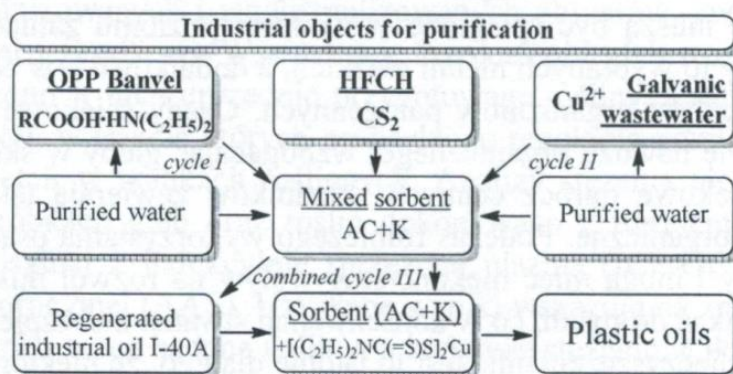 Industrial objects for purification
OPP Banvel
RCOOH·HN(C₂H₅)₂
HFCH
CS₂
Cu²⁺ Galvanic
wastewater
cycle I
cycle II
Purified water
Mixed sorbent
AC+K
Purified water
combined cycle III
Regenerated
industrial oil I-40A
Sorbent (AC+K)
+[(C₂H₅)₂NC(=S)S]₂Cu
Plastic oils